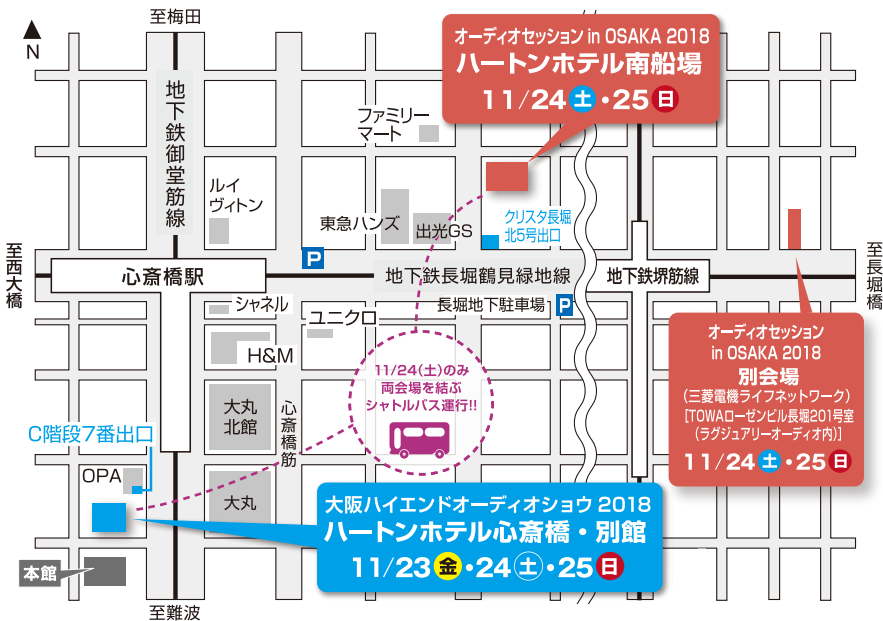 至梅田
N
オーディオセッション in OSAKA 2018
ハートンホテル南船場
11/24土・25日
地下鉄御堂筋線
ファミリー
マート
ルイ
ヴィトン
東急ハンズ
出光GS
クリスタ長堀
北5号出口
P
至西大橋
心斎橋駅
地下鉄長堀鶴見緑地線
地下鉄堺筋線
至長堀橋
シャネル
ユニクロ
長堀地下駐車場
P
H&M
オーディオセッション
in OSAKA 2018
別会場
(三菱電機ライフネットワーク)
[TOWAローゼンビル長堀201号室
(ラグジュアリーオーディオ内)]
11/24土・25日
11/24(土)のみ
両会場を結ぶ
シャトルバス運行!!
大丸
北館
心斎橋筋
C階段7番出口
OPA
大丸
大阪ハイエンドオーディオショウ 2018
ハートンホテル心斎橋・別館
11/23金・24土・25日
本館
至難波